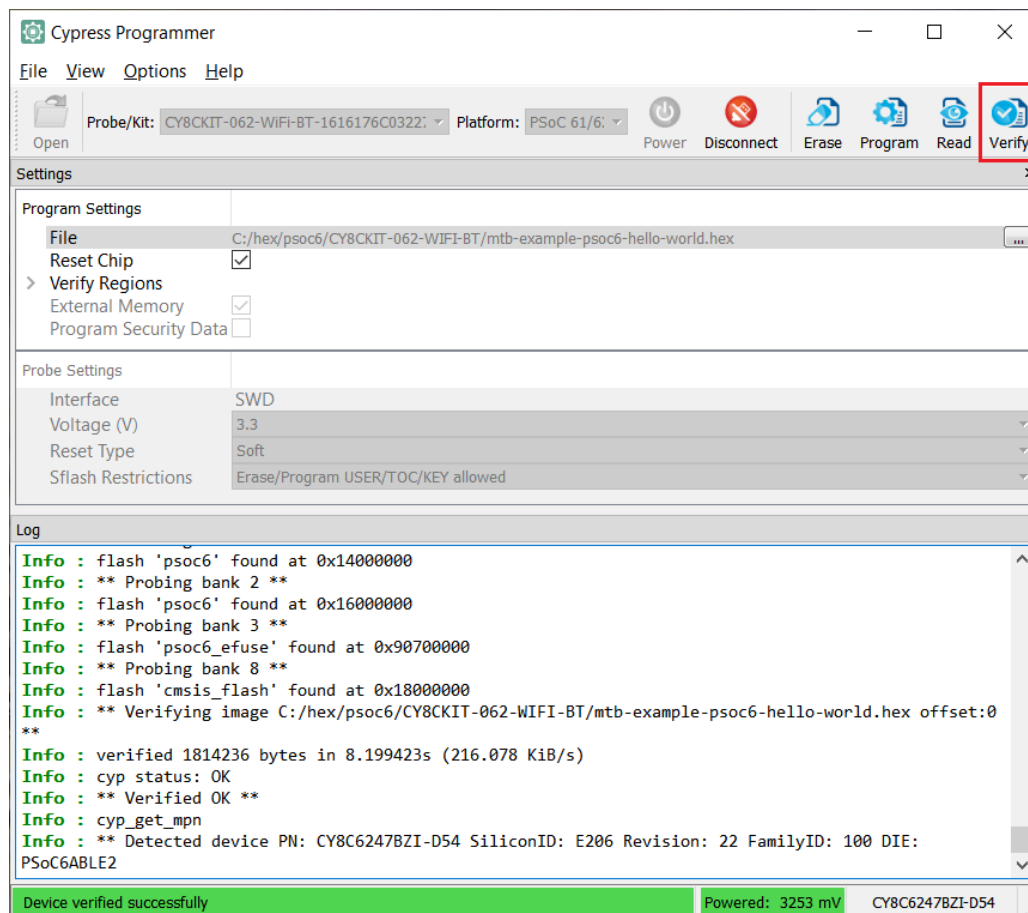 Cypress Programmer
File View Options Help
Open
Probe/Kit: CY8CKIT-062-WiFi-BT-1616176C0322 Platform: PSoC 61/6
Power Disconnect Erase Program Read Verify
Settings
Program Settings
File C:/hex/psoc6/CY8CKIT-062-WIFI-BT/mtb-example-psoc6-hello-world.hex ...
Reset Chip
Verify Regions
External Memory
Program Security Data
Probe Settings
Interface SWD
Voltage (V) 3.3
Reset Type Soft
Sflash Restrictions Erase/Program USER/TOC/KEY allowed
Log
Info : flash 'psoc6' found at 0x14000000
Info : ** Probing bank 2 **
Info : flash 'psoc6' found at 0x16000000
Info : ** Probing bank 3 **
Info : flash 'psoc6_efuse' found at 0x90700000
Info : ** Probing bank 8 **
Info : flash 'cmsis_flash' found at 0x18000000
Info : ** Verifying image C:/hex/psoc6/CY8CKIT-062-WIFI-BT/mtb-example-psoc6-hello-world.hex offset:0
**
Info : verified 1814236 bytes in 8.199423s (216.078 KiB/s)
Info : cyp status: OK
Info : ** Verified OK **
Info : cyp_get_mpn
Info : ** Detected device PN: CY8C6247BZI-D54 SiliconID: E206 Revision: 22 FamilyID: 100 DIE:
PSoC6ABLE2
Device verified successfully Powered: 3253 mV CY8C6247BZI-D54